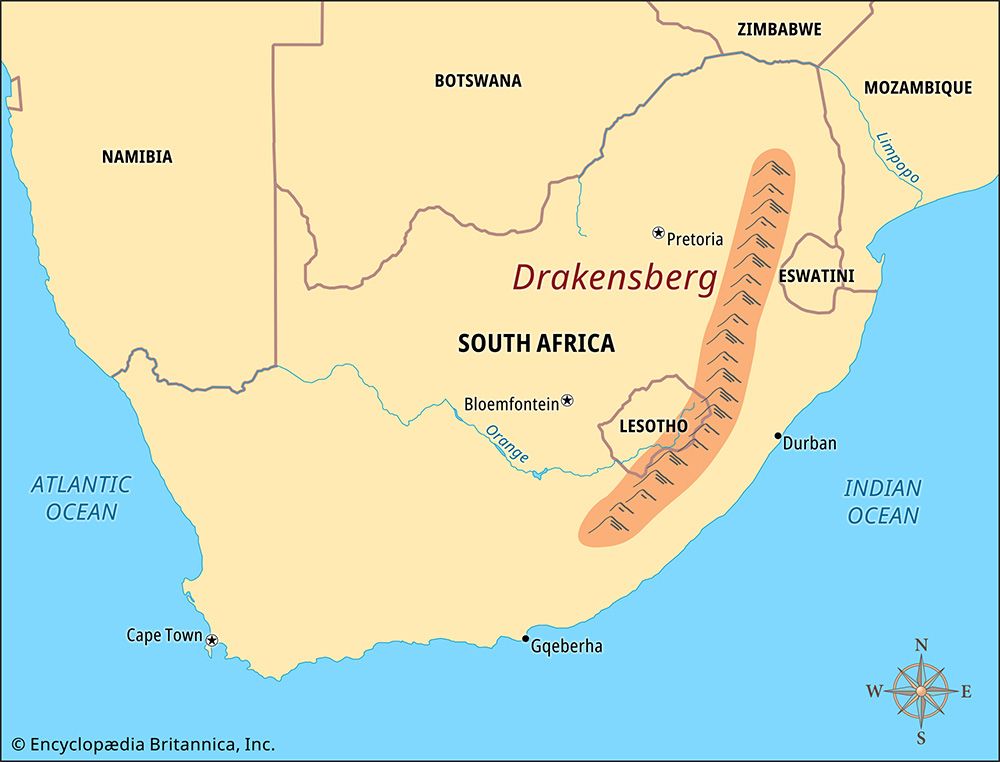 ZIMBABWE
BOTSWANA
MOZAMBIQUE
NAMIBIA
Limpopo
Pretoria
Drakensberg
ESWATINI
SOUTH AFRICA
Bloemfontein
LESOTHO
Orange
Durban
ATLANTIC
OCEAN
INDIAN
OCEAN
Cape Town
Gqeberha
N
W
E
S
© Encyclopædia Britannica, Inc.